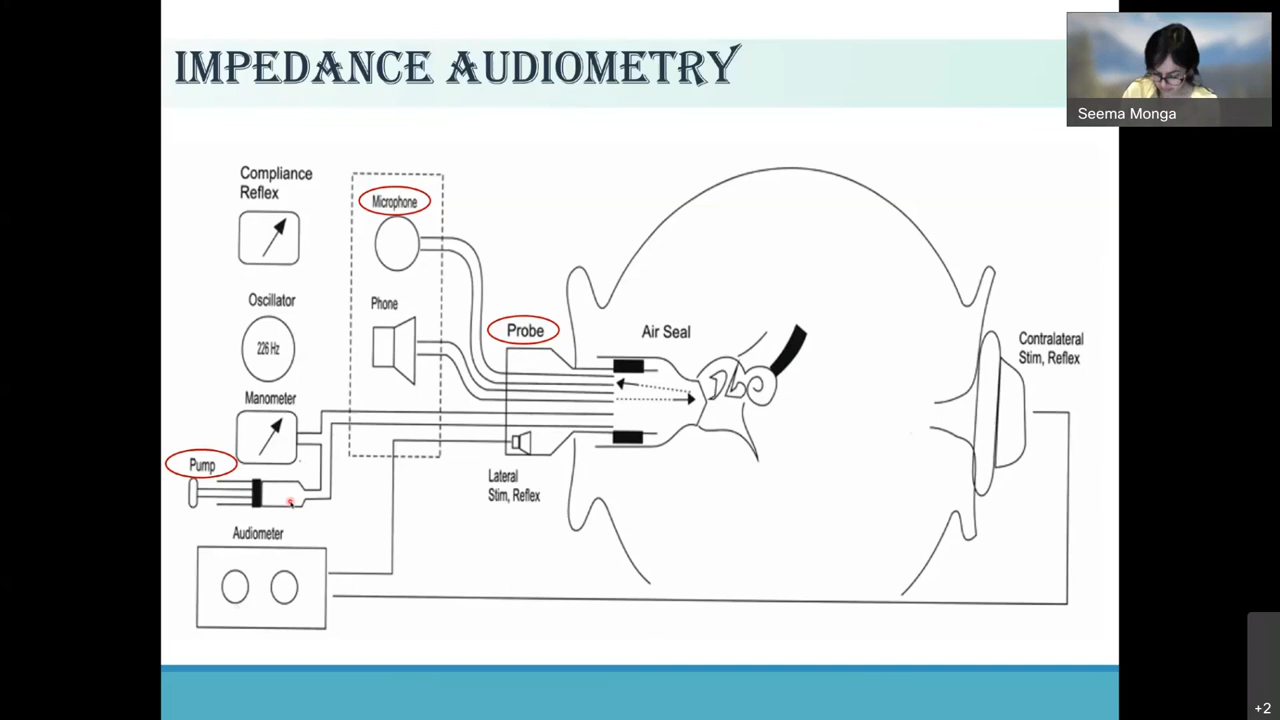 IMPEDANCE AUDIOMETRY
Seema Monga
Compliance
Reflex
Microphone
Oscillator
226 Hz
Phone
Probe
Air Seal
Contralateral
Stim, Reflex
Manometer
Pump
Lateral
Stim, Reflex
Audiometer
+2